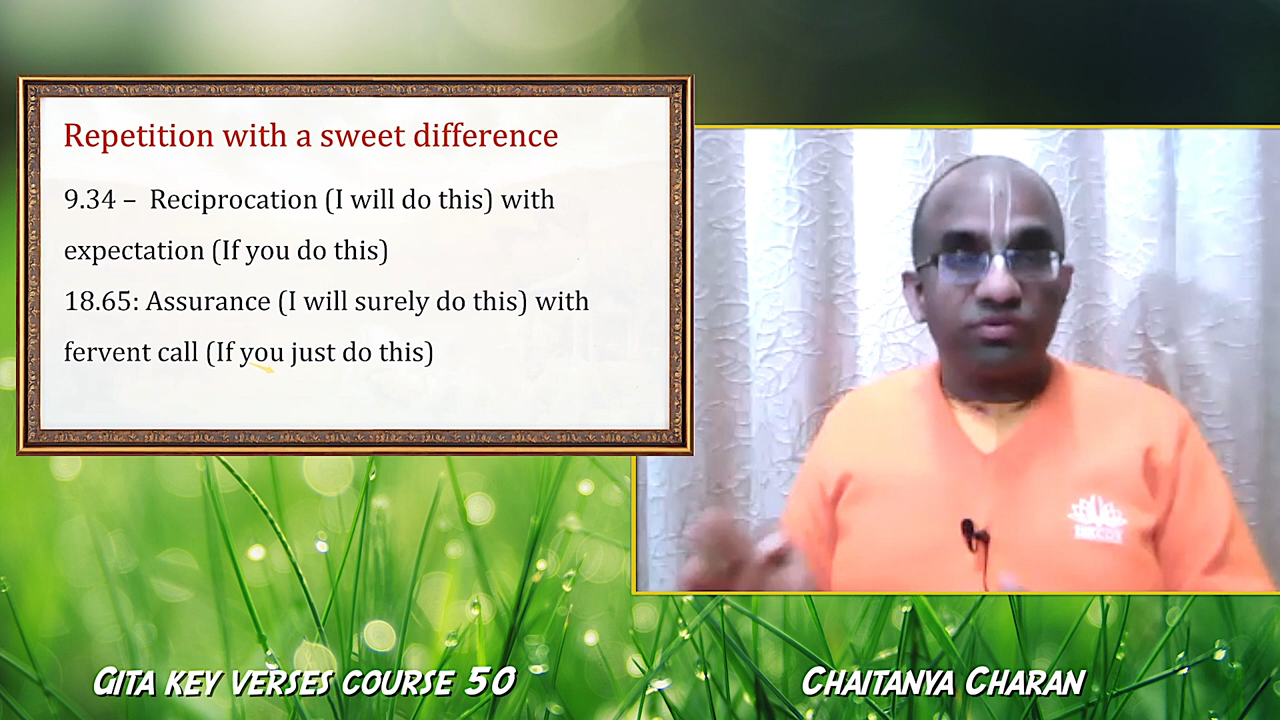 Repetition with a sweet difference
9.34 – Reciprocation (I will do this) with
expectation (If you do this)
18.65: Assurance (I will surely do this) with
fervent call (If you just do this)
ISKCON
GITA KEY VERSES COURSE 50
CHAITANYA CHARAN